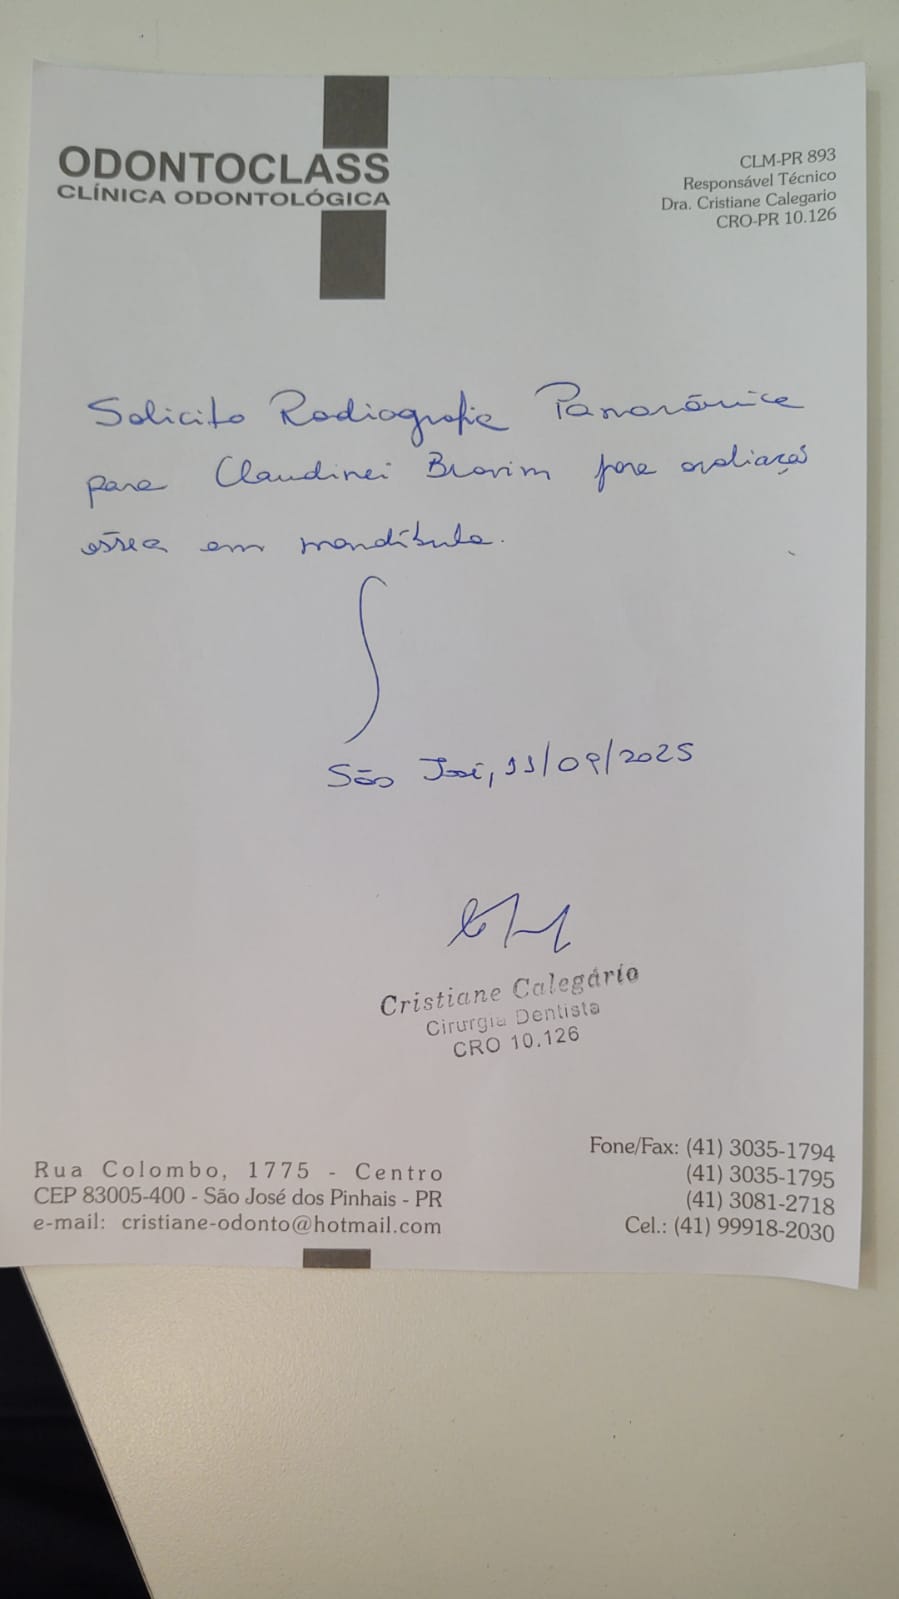 ODONTOCLASS
CLÍNICA ODONTOLÓGICA
CLM-PR 893
Responsável Técnico
Dra. Cristiane Calegario
CRO-PR 10.126
Solicito Radiografia Panorâmica
para Claudinei Brovim para avaliação
óssea em mandíbula.
São José, 11/09/2025
Cristiane Calegário
Cirurgiã Dentista
CRO 10.126
Rua Colombo, 1775 - Centro
CEP 83005-400 - São José dos Pinhais - PR
e-mail: cristiane-odonto@hotmail.com
Fone/Fax: (41) 3035-1794
(41) 3035-1795
(41) 3081-2718
Cel.: (41) 99918-2030